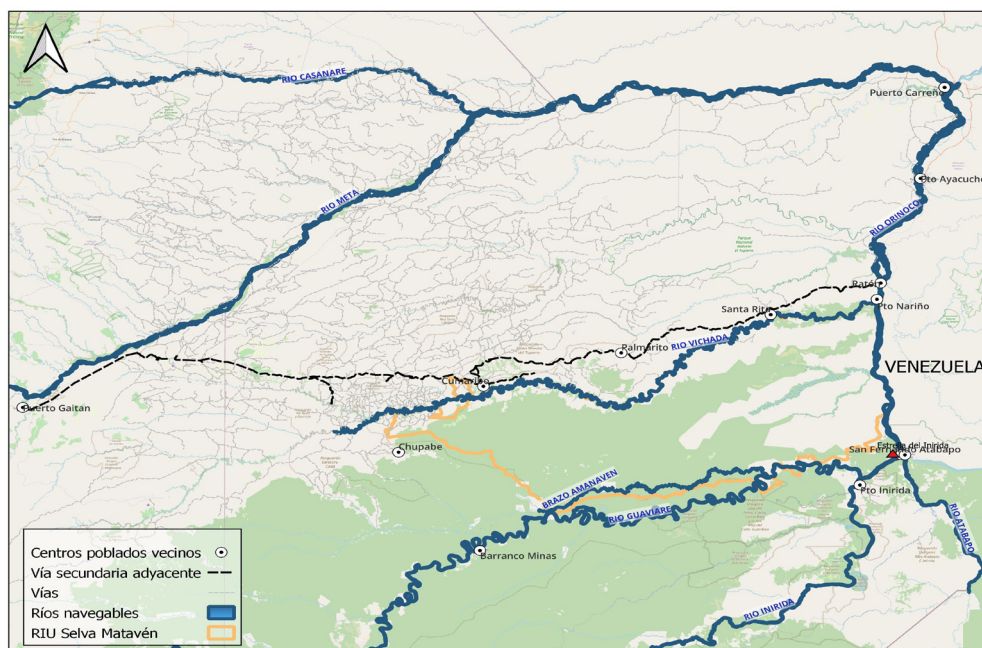 RIO CASANARE
Puerto Carreño
Pto Ayacucho
RIO META
RIO ORINOCO
Parque
Nacional
Natural
El Tuparro
Ratón
Santa Rita
Pto Nariño
Palmarito
RIO VICHADA
VENEZUELA
Cumaribo
Puerto Gaitan
Estrella del Inirida
San Fernando Atabapo
Chupabe
BRAZO AMANAVEN
Pto Inirida
RIO GUAVIARE
RIO ATABAPO
Barranco Minas
RIO INIRIDA
Centros poblados vecinos
Vía secundaria adyacente
Vías
Ríos navegables
RIU Selva Matavén